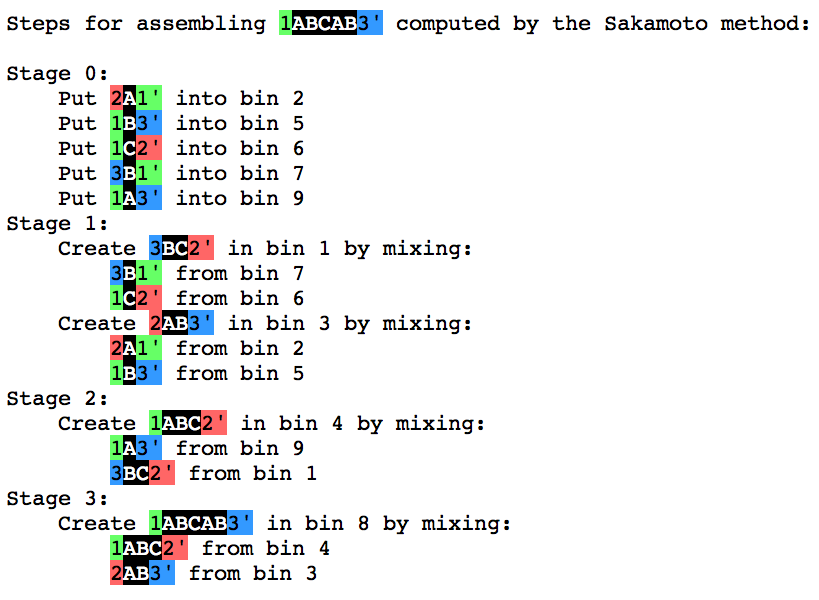 Steps for assembling 1ABCAB3' computed by the Sakamoto method:
Stage 0:
Put 2A1' into bin 2
Put 1B3' into bin 5
Put 1C2' into bin 6
Put 3B1' into bin 7
Put 1A3' into bin 9
Stage 1:
Create 3BC2' in bin 1 by mixing:
3B1' from bin 7
1C2' from bin 6
Create 2AB3' in bin 3 by mixing:
2A1' from bin 2
1B3' from bin 5
Stage 2:
Create 1ABC2' in bin 4 by mixing:
1A3' from bin 9
3BC2' from bin 1
Stage 3:
Create 1ABCAB3' in bin 8 by mixing:
1ABC2' from bin 4
2AB3' from bin 3